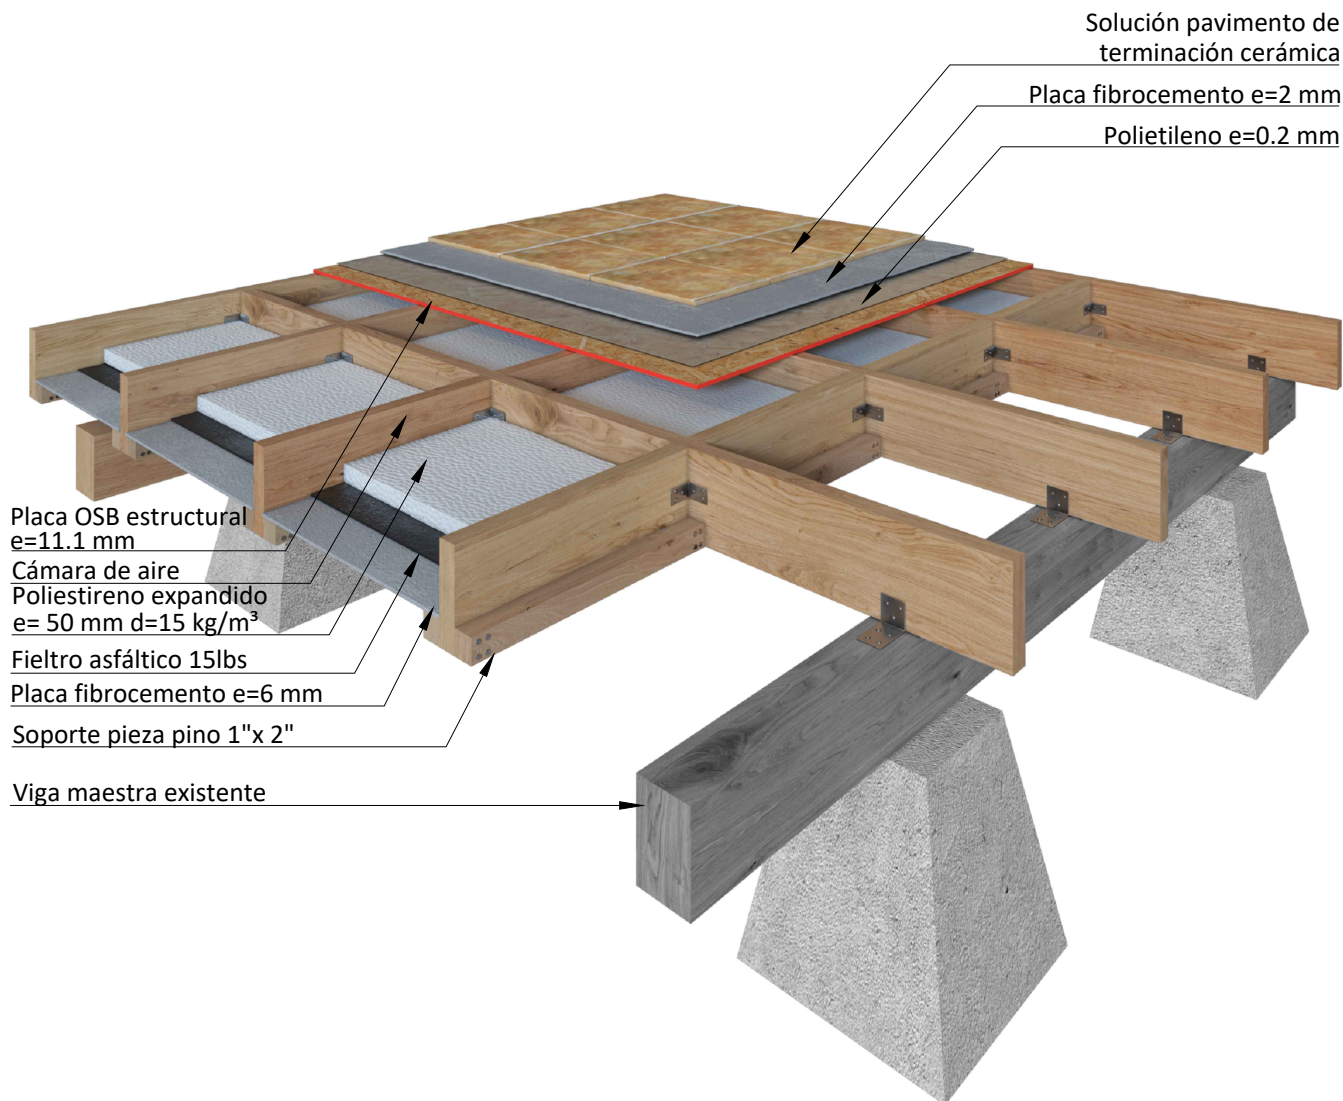 Solución pavimento de
terminación cerámica
Placa fibrocemento e=2 mm
Polietileno e=0.2 mm
Placa OSB estructural
e=11.1 mm
Cámara de aire
Poliestireno expandido
e= 50 mm d=15 kg/m³
Fieltro asfáltico 15lbs
Placa fibrocemento e=6 mm
Soporte pieza pino 1"x 2"
Viga maestra existente